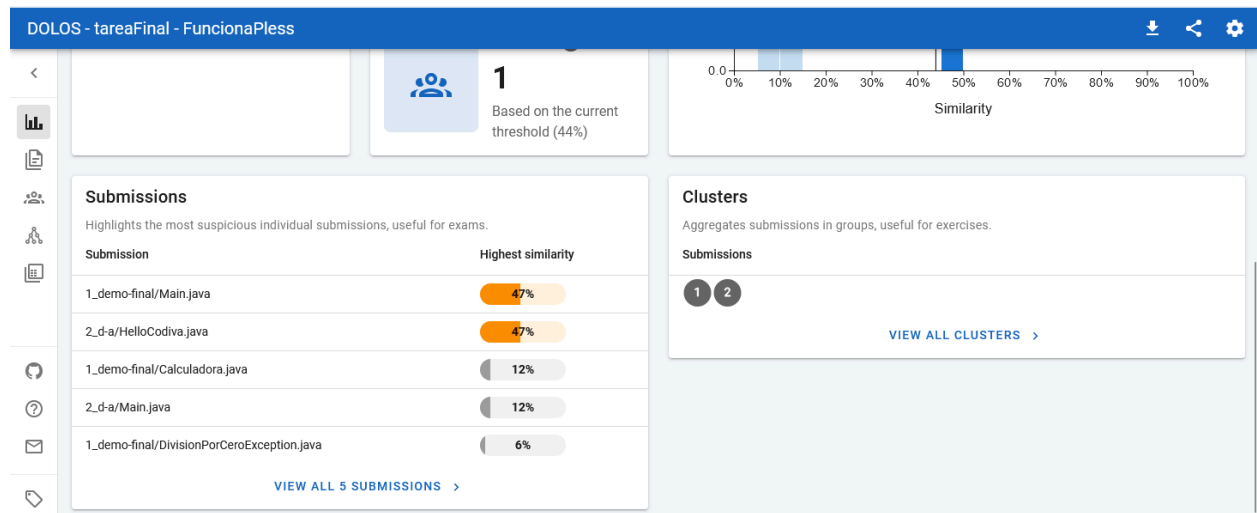 DOLOS - tareaFinal - FuncionaPless
1
Based on the current
threshold (44%)
0.0
0% 10% 20% 30% 40% 50% 60% 70% 80% 90% 100%
Similarity
Submissions
Highlights the most suspicious individual submissions, useful for exams.
Submission Highest similarity
1_demo-final/Main.java 47%
2_d-a/HelloCodiva.java 47%
1_demo-final/Calculadora.java 12%
2_d-a/Main.java 12%
1_demo-final/DivisionPorCeroException.java 6%
VIEW ALL 5 SUBMISSIONS >
Clusters
Aggregates submissions in groups, useful for exercises.
Submissions
1 2
VIEW ALL CLUSTERS >